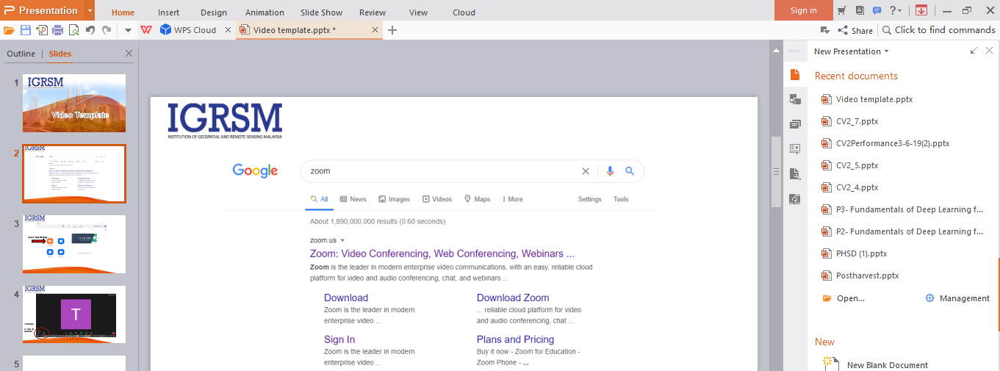 Presentation
Home Insert Design Animation Slide Show Review View Cloud
Sign in
?
WPS Cloud
Video template.pptx *
Share
Click to find commands
Outline Slides
1
IGRSM
Video Template
2
IGRSM
3
IGRSM
4
IGRSM
T
5
IGRSM
INSTITUTION OF GEOSPATIAL AND REMOTE SENSING MALAYSIA
Google
zoom
All News Images Videos Maps More Settings Tools
About 1,890,000,000 results (0.60 seconds)
zoom.us
Zoom: Video Conferencing, Web Conferencing, Webinars ...
Zoom is the leader in modern enterprise video communications, with an easy, reliable cloud
platform for video and audio conferencing, chat, and webinars ...
Download
Zoom is the leader in modern
enterprise video ...
Download Zoom
... reliable cloud platform for video
and audio conferencing, chat ...
Sign In
Zoom is the leader in modern
enterprise video ...
Plans and Pricing
Buy it now - Zoom for Education -
Zoom Phone - ...
New Presentation
Recent documents
Video template.pptx
CV2_7.pptx
CV2Performance3-6-19(2).pptx
CV2_5.pptx
CV2_4.pptx
P3- Fundamentals of Deep Learning f...
P2- Fundamentals of Deep Learning f...
PHSD (1).pptx
Postharvest.pptx
Open... Management
New
New Blank Document